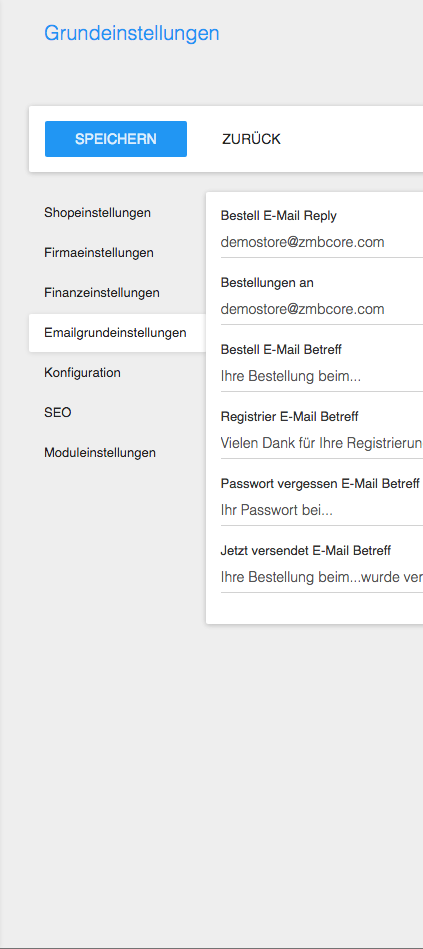 Grundeinstellungen
SPEICHERN
ZURÜCK
Shopeinstellungen
Firmaeinstellungen
Finanzeinstellungen
Emailgrundeinstellungen
Konfiguration
SEO
Moduleinstellungen
Bestell E-Mail Reply
demostore@zmbcore.com
Bestellungen an
demostore@zmbcore.com
Bestell E-Mail Betreff
Ihre Bestellung beim...
Registrier E-Mail Betreff
Vielen Dank für Ihre Registrierun
Passwort vergessen E-Mail Betreff
Ihr Passwort bei...
Jetzt versendet E-Mail Betreff
Ihre Bestellung beim...wurde ver